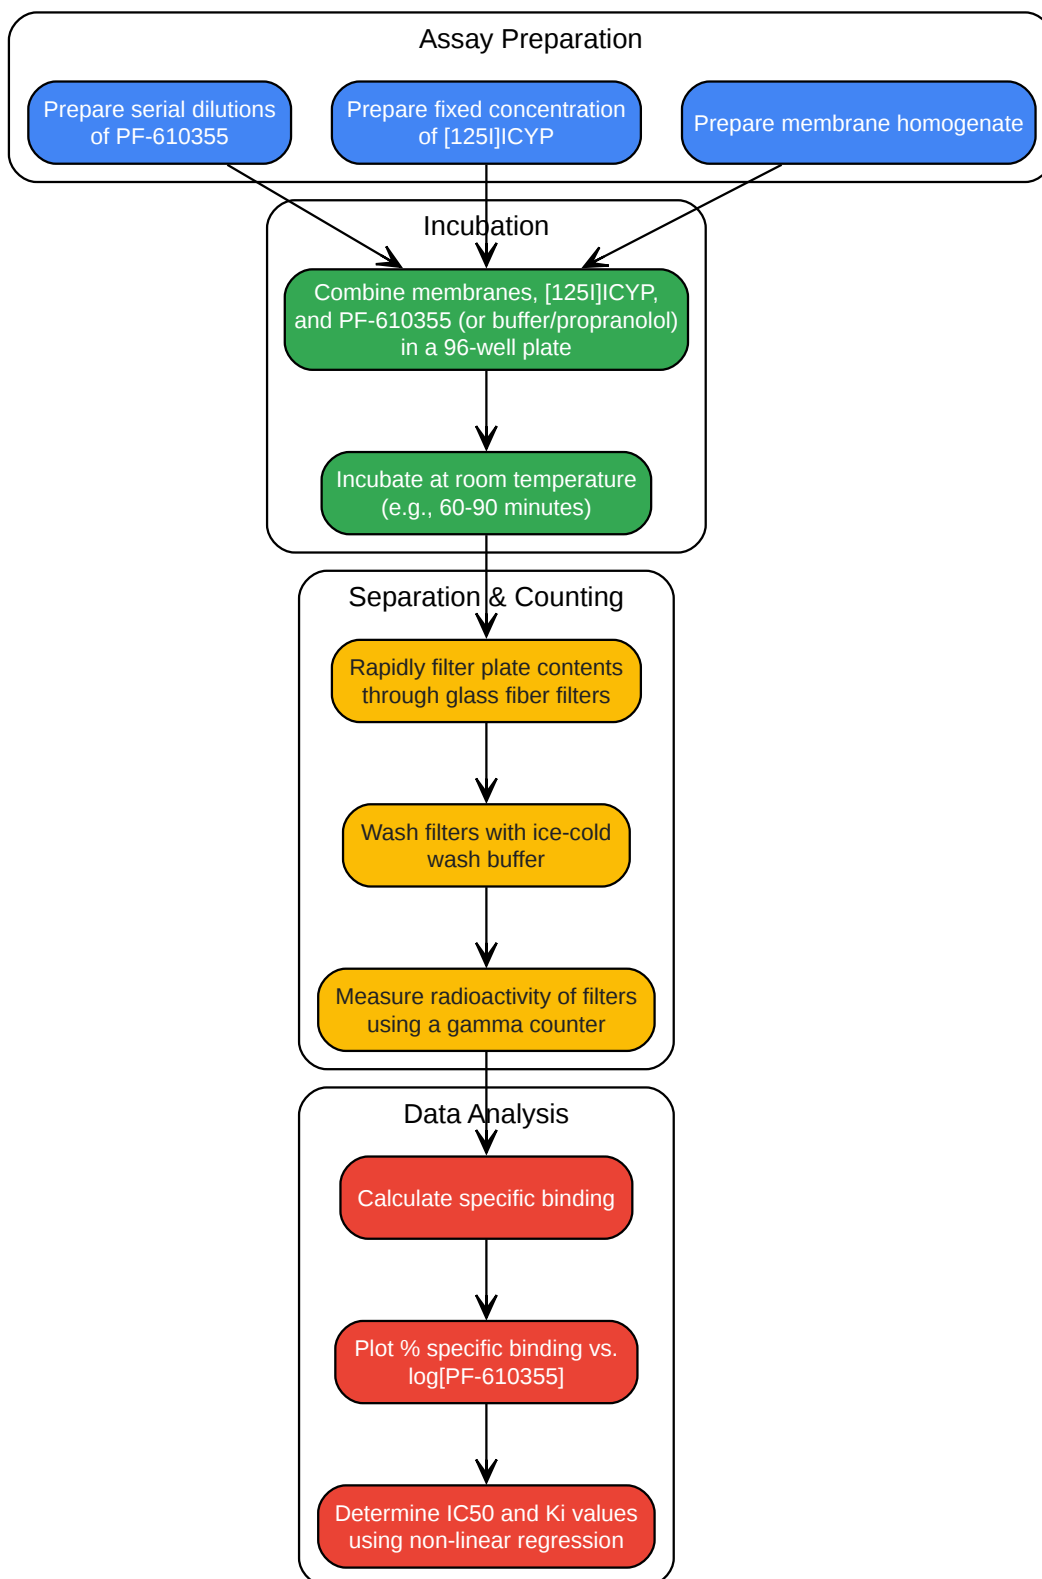 Assay Preparation
Prepare serial dilutions
of PF-610355
Prepare fixed concentration
of [125I]ICYP
Prepare membrane homogenate
Incubation
Combine membranes, [125I]ICYP,
and PF-610355 (or buffer/propranolol)
in a 96-well plate
Incubate at room temperature
(e.g., 60-90 minutes)
Separation & Counting
Rapidly filter plate contents
through glass fiber filters
Wash filters with ice-cold
wash buffer
Measure radioactivity of filters
using a gamma counter
Data Analysis
Calculate specific binding
Plot % specific binding vs.
log[PF-610355]
Determine IC50 and Ki values
using non-linear regression